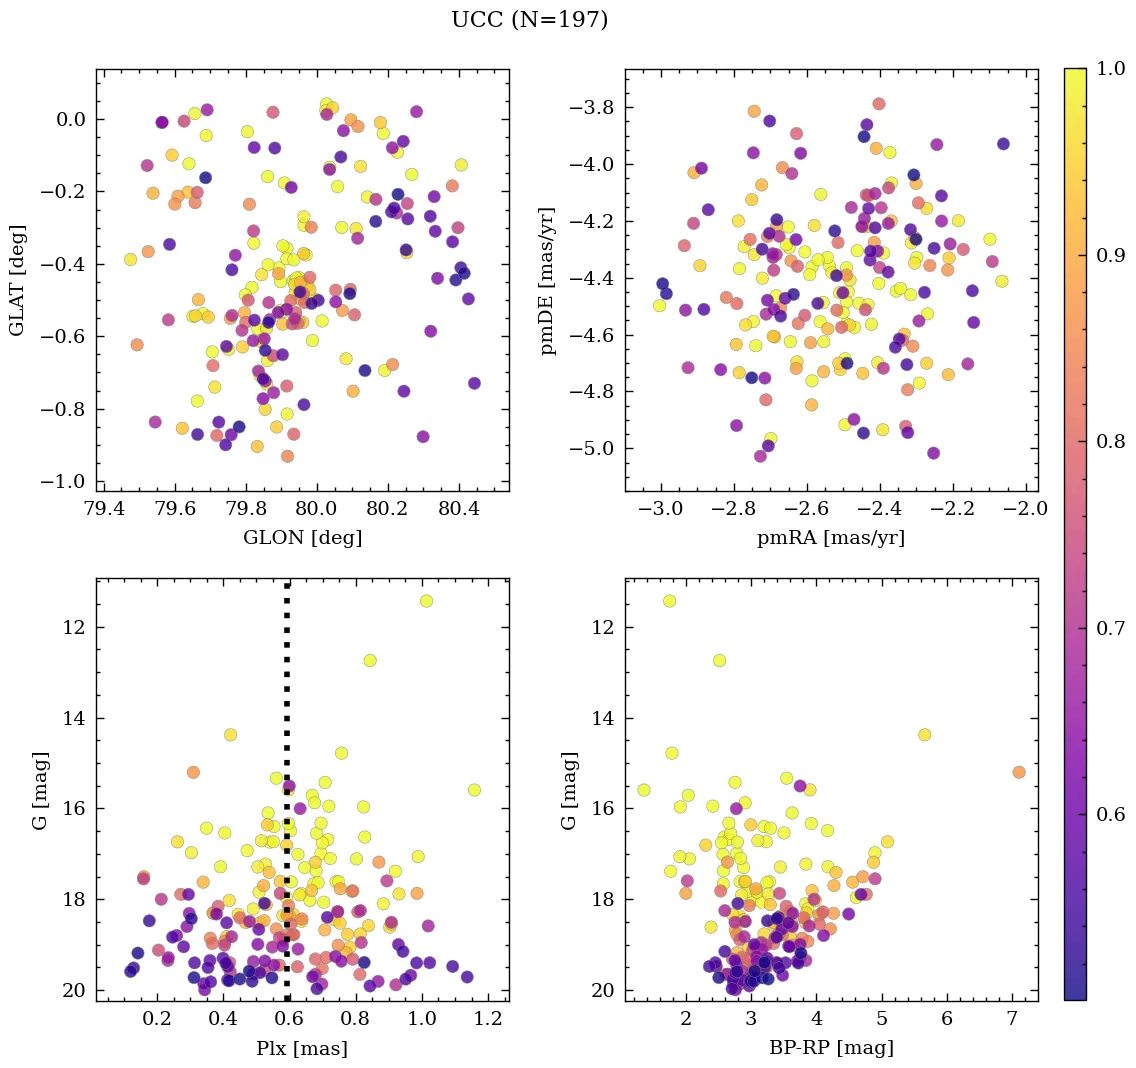 UCC (N=197)
0.0
−0.2
−0.4
−0.6
−0.8
−1.0
GLAT [deg]
79.4 79.6 79.8 80.0 80.2 80.4
GLON [deg]
−3.8
−4.0
−4.2
−4.4
−4.6
−4.8
−5.0
pmDE [mas/yr]
−3.0 −2.8 −2.6 −2.4 −2.2 −2.0
pmRA [mas/yr]
1.0
0.9
0.8
0.7
0.6
12
14
16
18
20
G [mag]
0.2 0.4 0.6 0.8 1.0 1.2
Plx [mas]
12
14
16
18
20
G [mag]
2 3 4 5 6 7
BP-RP [mag]